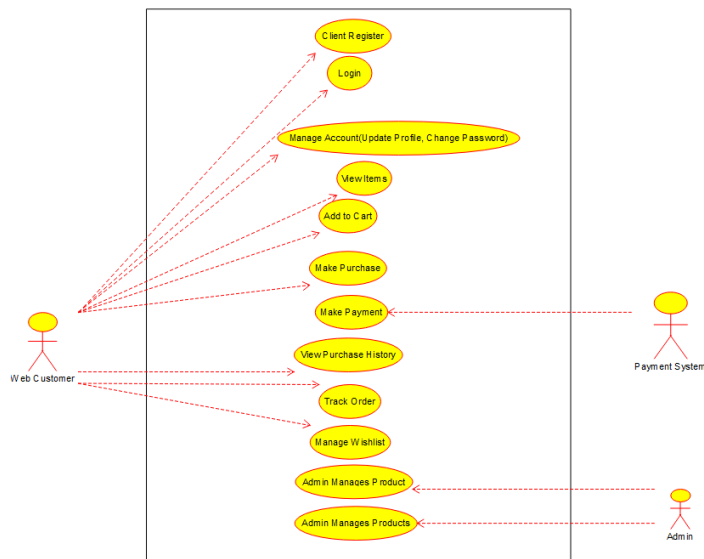 Client Register
Login
Manage Account(Update Profile, Change Password)
View Items
Add to Cart
Make Purchase
Make Payment
View Purchase History
Payment System
Web Customer
Track Order
Manage Wishlist
Admin Manages Product
Admin Manages Products
Admin